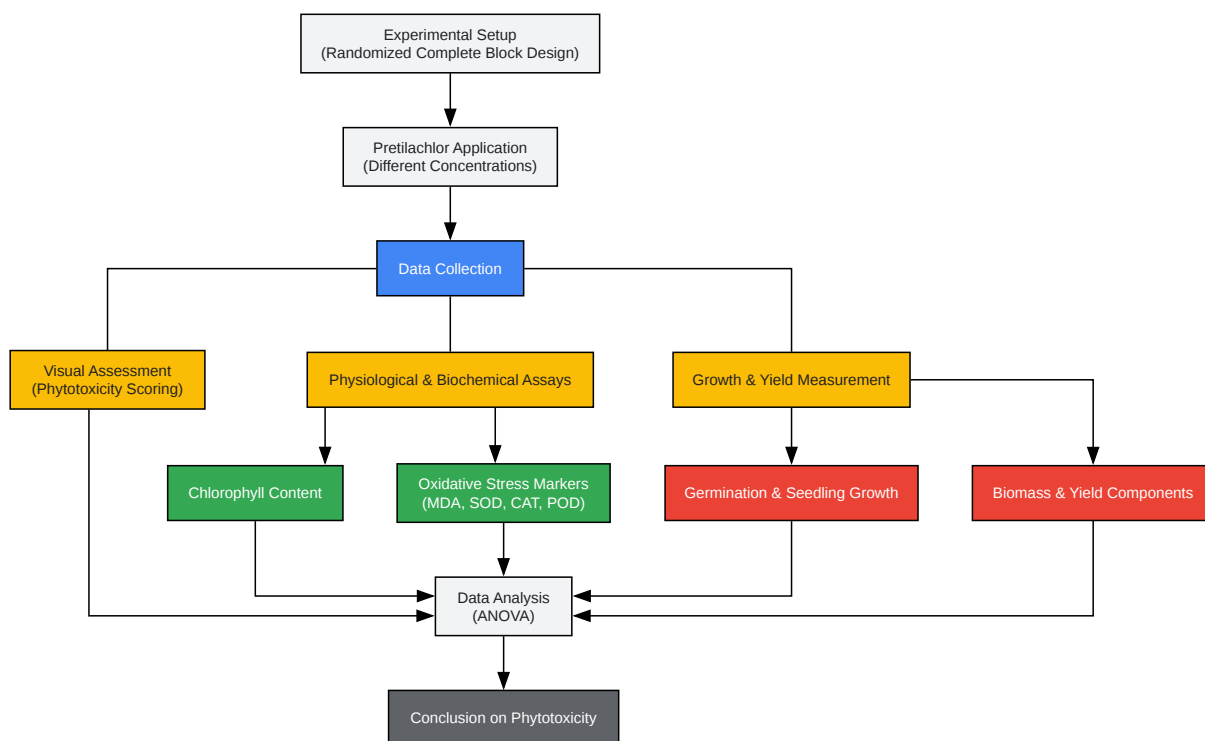 Experimental Setup
(Randomized Complete Block Design)
Pretilachlor Application
(Different Concentrations)
Data Collection
Visual Assessment
(Phytotoxicity Scoring)
Physiological & Biochemical Assays
Growth & Yield Measurement
Chlorophyll Content
Oxidative Stress Markers
(MDA, SOD, CAT, POD)
Germination & Seedling Growth
Biomass & Yield Components
Data Analysis
(ANOVA)
Conclusion on Phytotoxicity